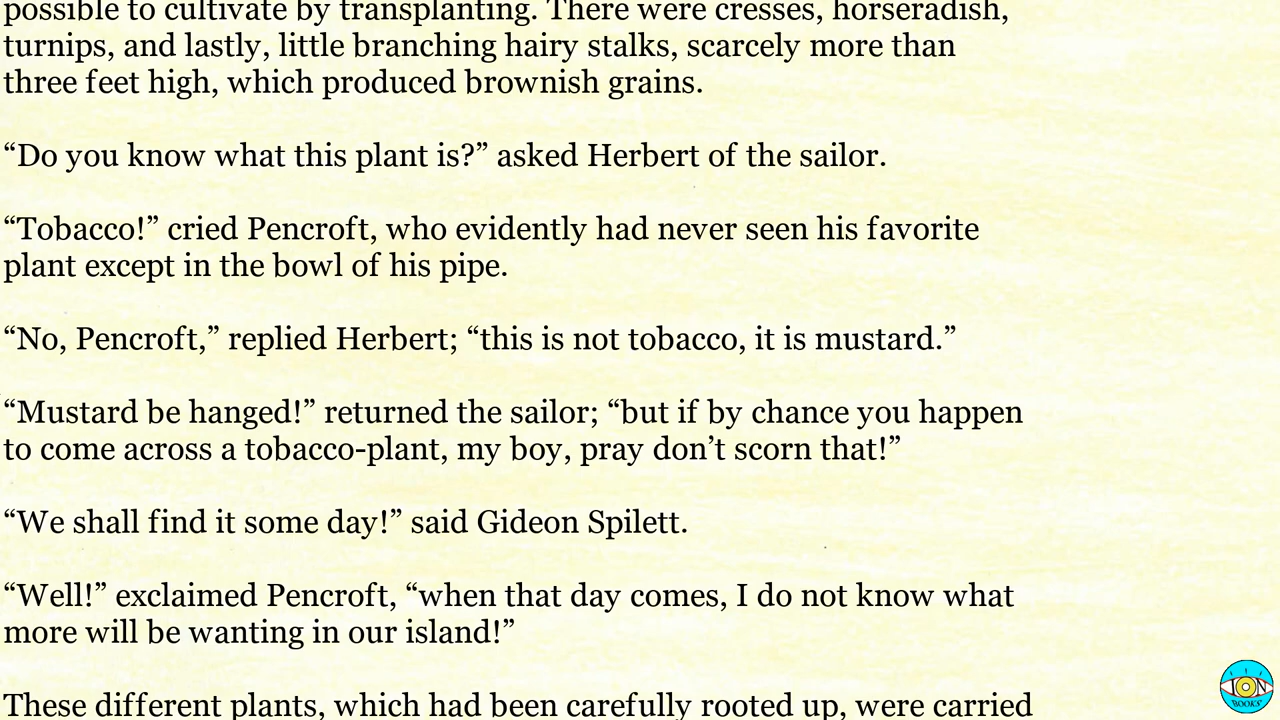 possible to cultivate by transplanting. There were cresses, horseradish,
turnips, and lastly, little branching hairy stalks, scarcely more than
three feet high, which produced brownish grains.
“Do you know what this plant is?” asked Herbert of the sailor.
“Tobacco!” cried Pencroft, who evidently had never seen his favorite
plant except in the bowl of his pipe.
“No, Pencroft,” replied Herbert; “this is not tobacco, it is mustard.”
“Mustard be hanged!” returned the sailor; “but if by chance you happen
to come across a tobacco-plant, my boy, pray don’t scorn that!”
“We shall find it some day!” said Gideon Spilett.
“Well!” exclaimed Pencroft, “when that day comes, I do not know what
more will be wanting in our island!”
These different plants, which had been carefully rooted up, were carried
ION
BOOKS